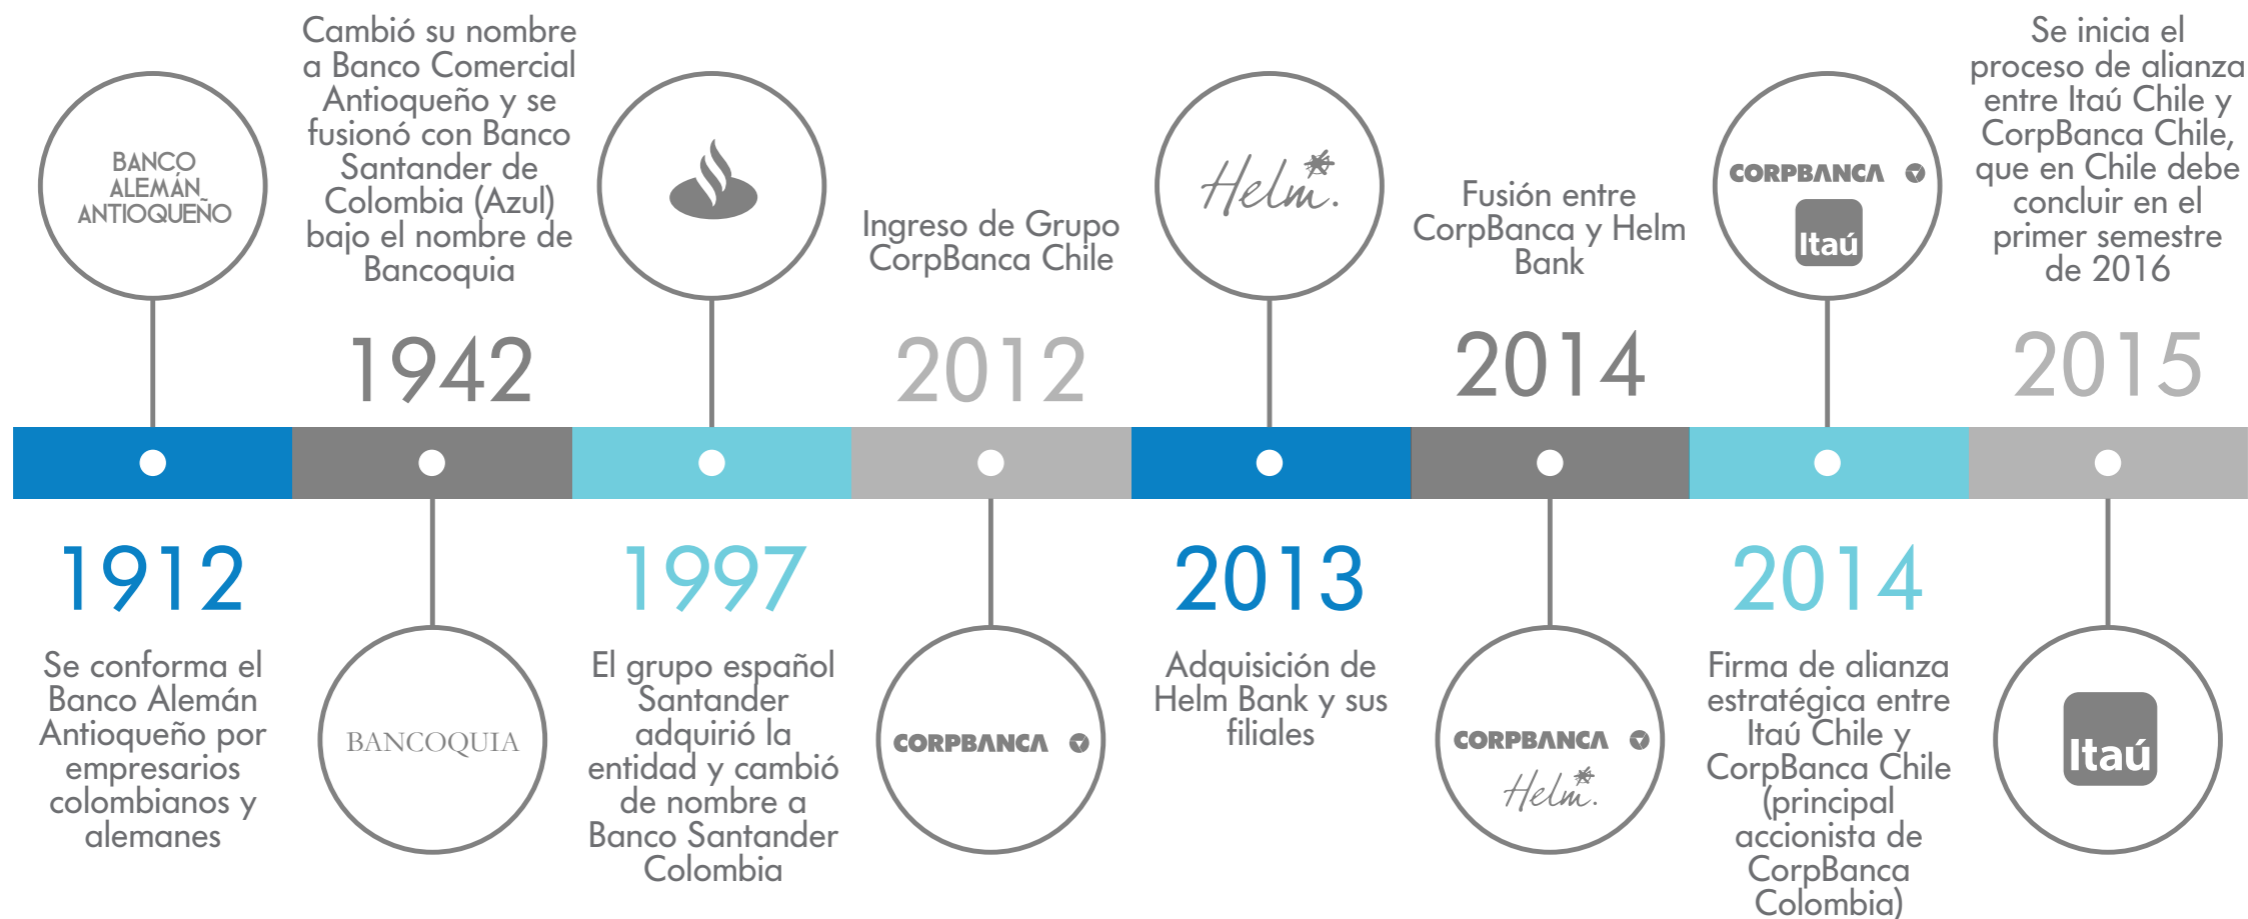 BANCO
ALEMÁN
ANTIOQUEÑO
1912
Se conforma el
Banco Alemán
Antioqueño por
empresarios
colombianos y
alemanes
Cambió su nombre
a Banco Comercial
Antioqueño y se
fusionó con Banco
Santander de
Colombia (Azul)
bajo el nombre de
Bancoquia
1942
BANCOQUIA
1997
El grupo español
Santander
adquirió la
entidad y cambió
de nombre a
Banco Santander
Colombia
Ingreso de Grupo
CorpBanca Chile
2012
CORPBANCA
Helm.
2013
Adquisición de
Helm Bank y sus
filiales
Fusión entre
CorpBanca y Helm
Bank
2014
CORPBANCA
Helm.
CORPBANCA
Itaú
2014
Firma de alianza
estratégica entre
Itaú Chile y
CorpBanca Chile
(principal
accionista de
CorpBanca
Colombia)
Se inicia el
proceso de alianza
entre Itaú Chile y
CorpBanca Chile,
que en Chile debe
concluir en el
primer semestre
de 2016
2015
Itaú